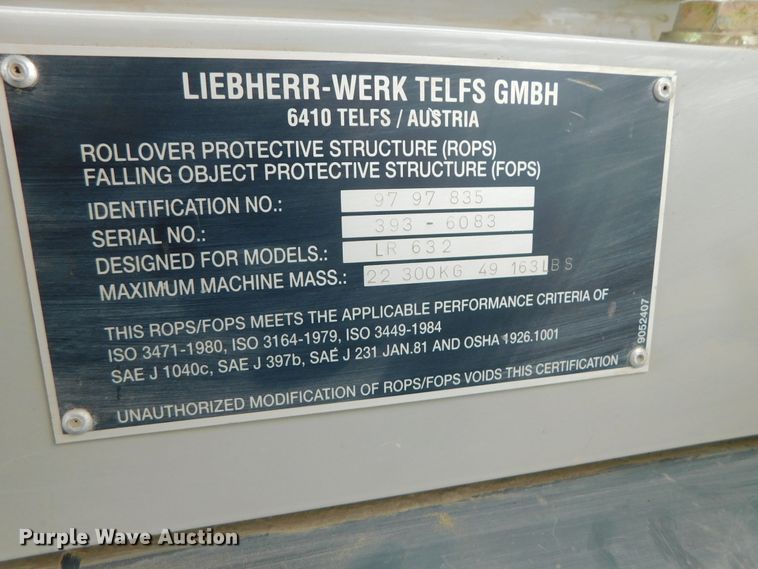 LIEBHERR-WERK TELFS GMBH
6410 TELFS / AUSTRIA
ROLLOVER PROTECTIVE STRUCTURE (ROPS)
FALLING OBJECT PROTECTIVE STRUCTURE (FOPS)
IDENTIFICATION NO.: 97 97 835
SERIAL NO.: 393 - 6083
DESIGNED FOR MODELS.: LR 632
MAXIMUM MACHINE MASS.: 22 300KG 49 163LBS
THIS ROPS/FOPS MEETS THE APPLICABLE PERFORMANCE CRITERIA OF
ISO 3471-1980, ISO 3164-1979, ISO 3449-1984
SAE J 1040c, SAE J 397b, SAE J 231 JAN.81 AND OSHA 1926.1001
UNAUTHORIZED MODIFICATION OF ROPS/FOPS VOIDS THIS CERTIFICATION
9052407
Purple Wave Auction